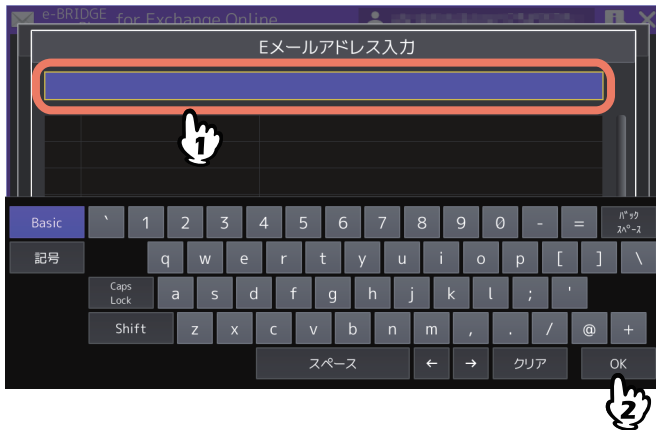 e-BRIDGE
for Exchange Online
Eメールアドレス入力
1
Basic ` 1 2 3 4 5 6 7 8 9 0 - = バックスペース
記号 q w e r t y u i o p [ ] \
Caps Lock a s d f g h j k l ; '
Shift z x c v b n m , . / @ +
スペース ← → クリア OK
2